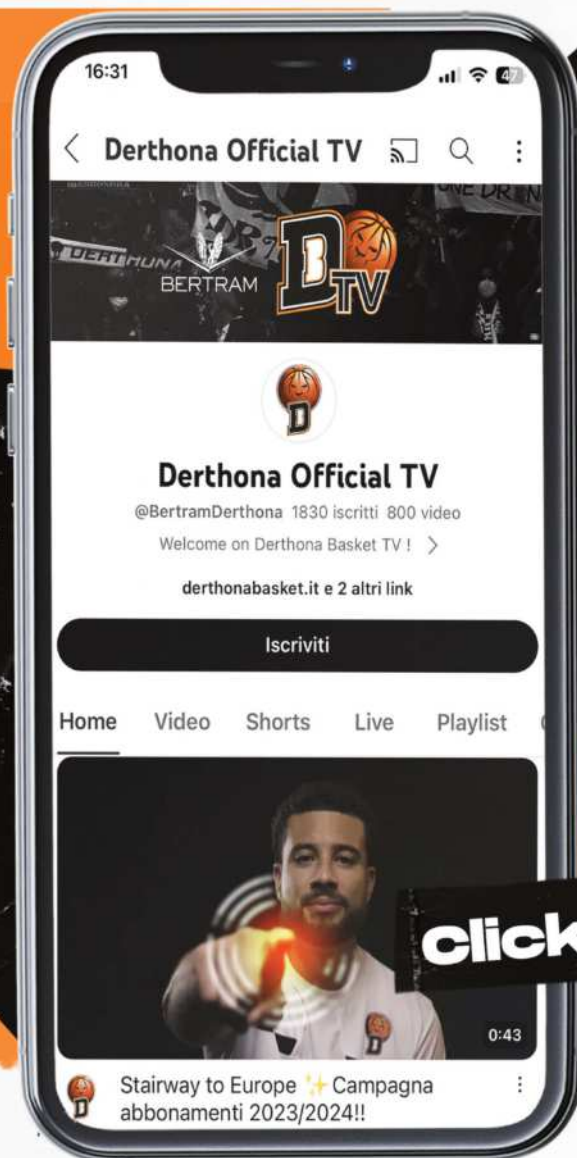 16:31
47
Derthona Official TV
DERTHONA
BERTRAM
D
TV
D
Derthona Official TV
@BertramDerthona 1830 iscritti 800 video
Welcome on Derthona Basket TV ! >
derthonabasket.it e 2 altri link
Iscriviti
Home Video Shorts Live Playlist
click
0:43
Stairway to Europe ✨ Campagna
abbonamenti 2023/2024!!